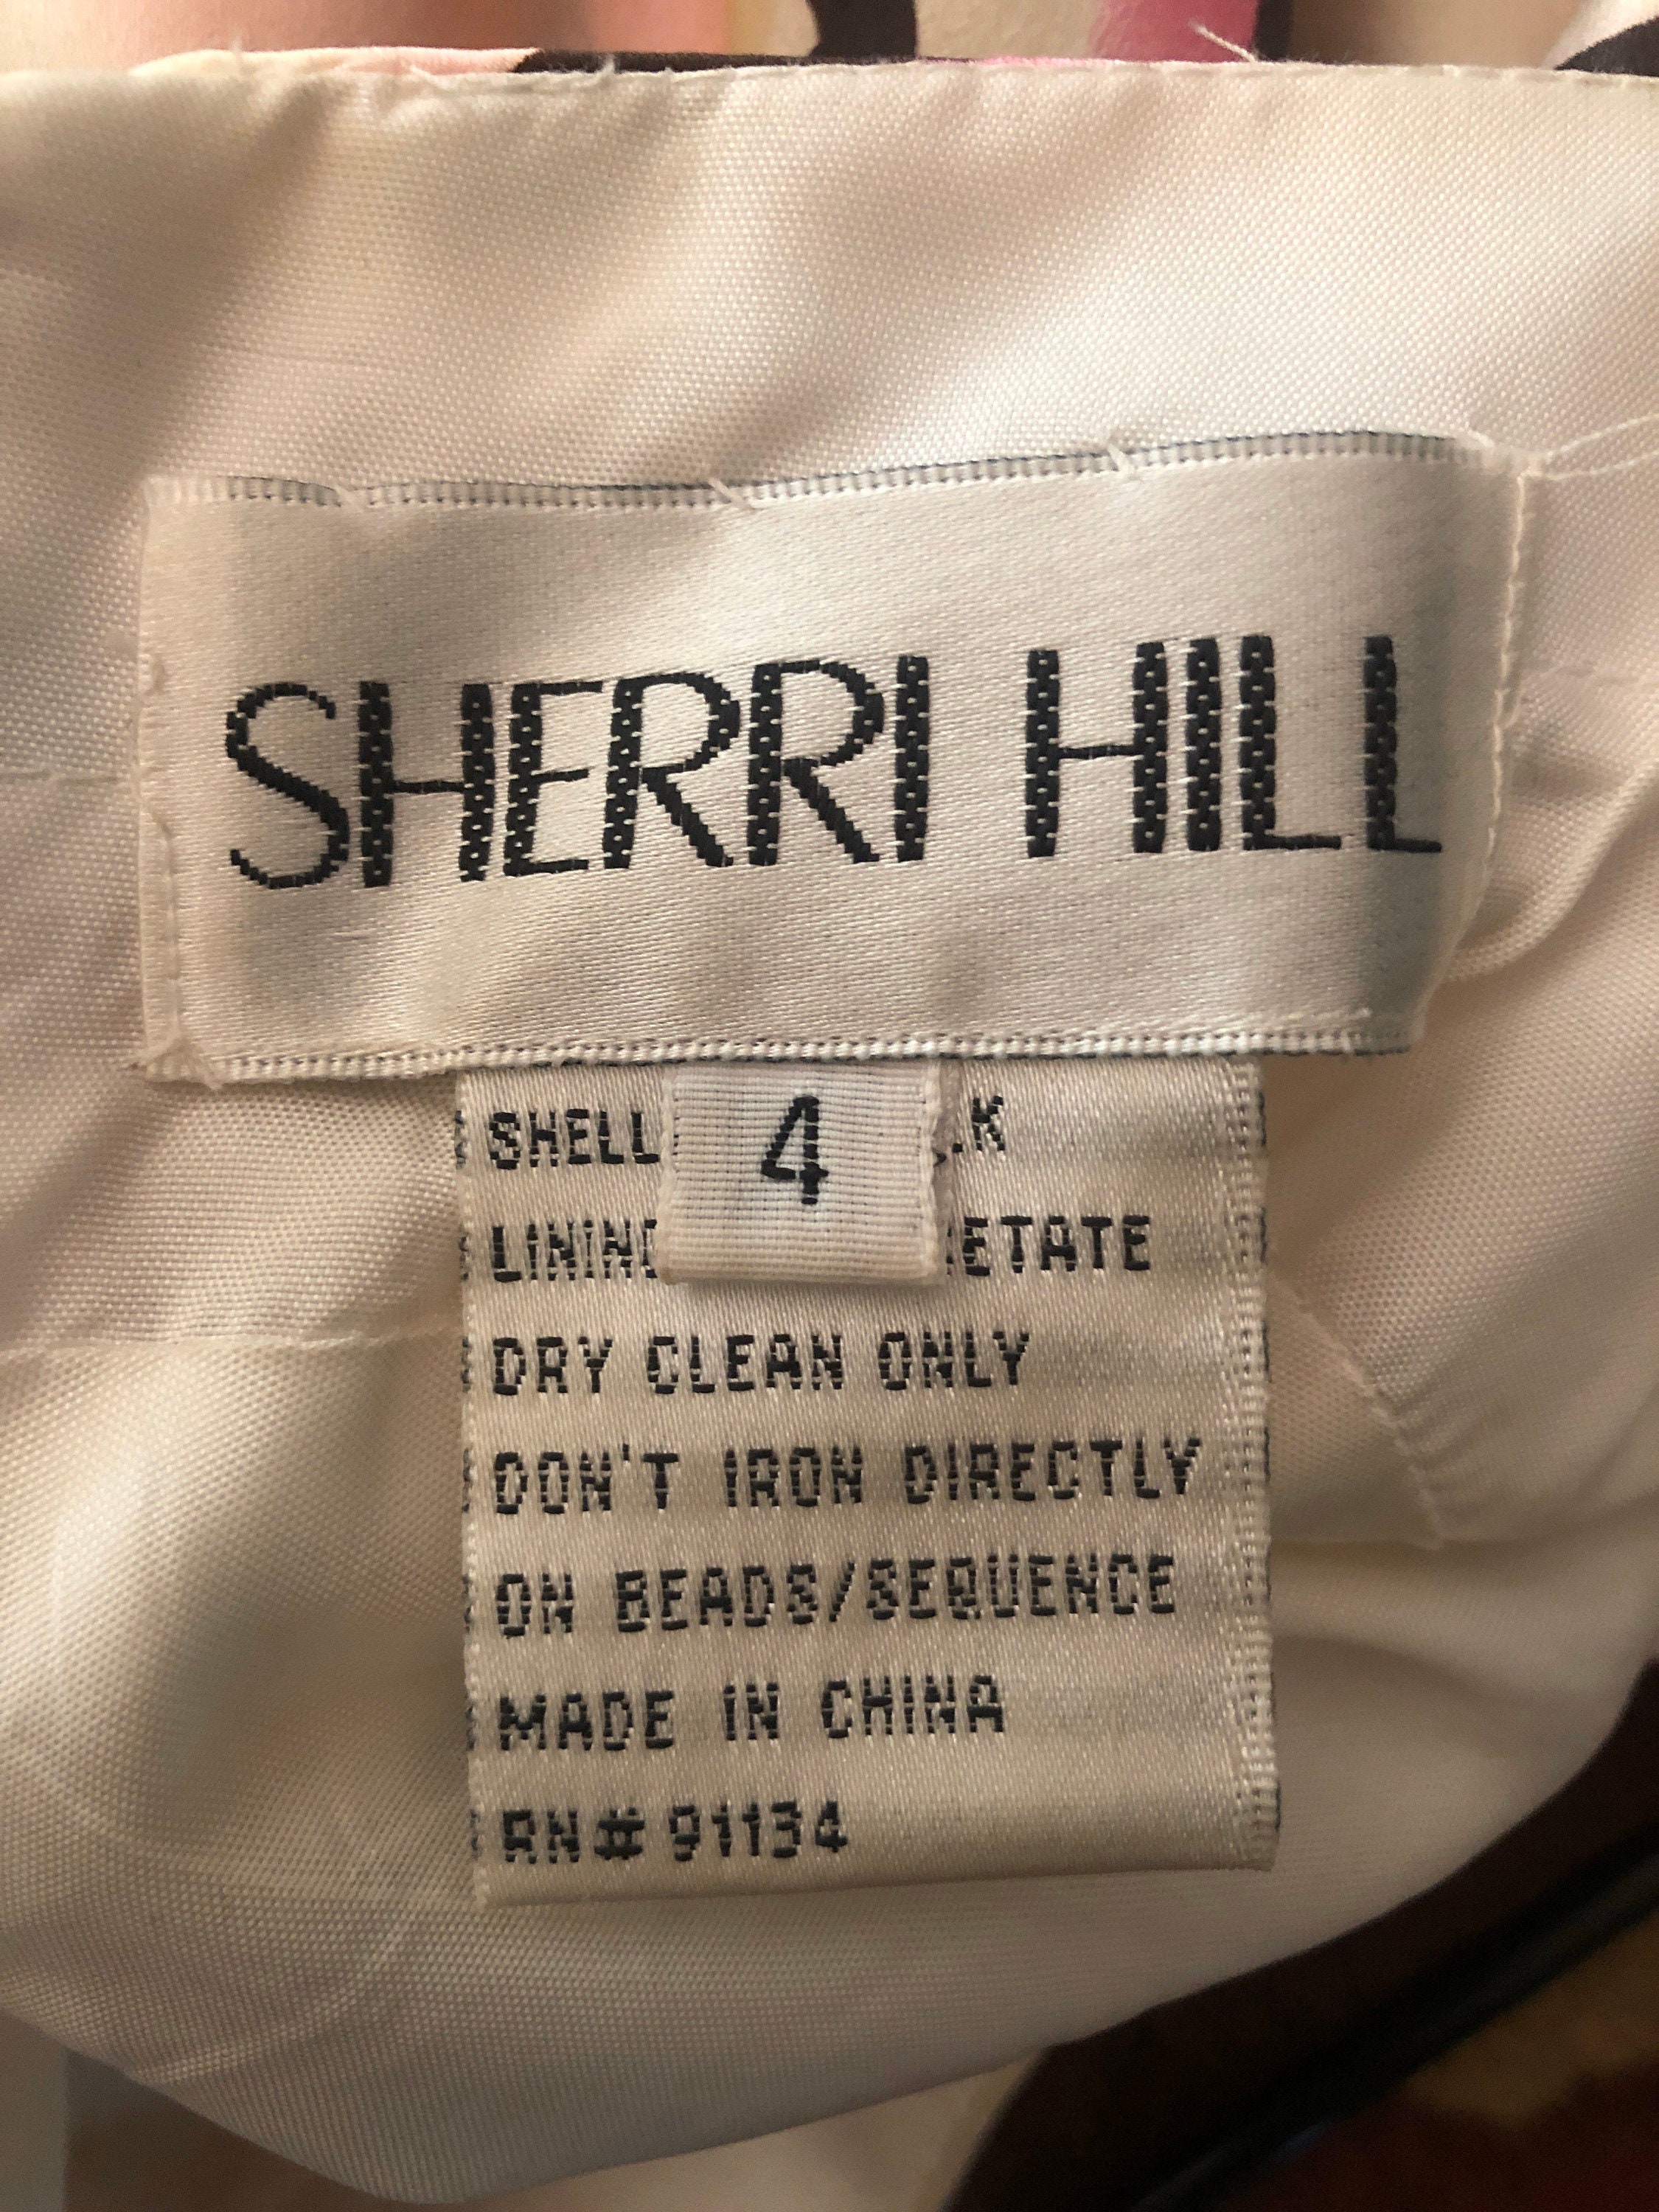 SHERRI HILL
4
SHELL
LINING
DRY CLEAN ONLY
DON'T IRON DIRECTLY
ON BEADS/SEQUENCE
MADE IN CHINA
RN# 91134